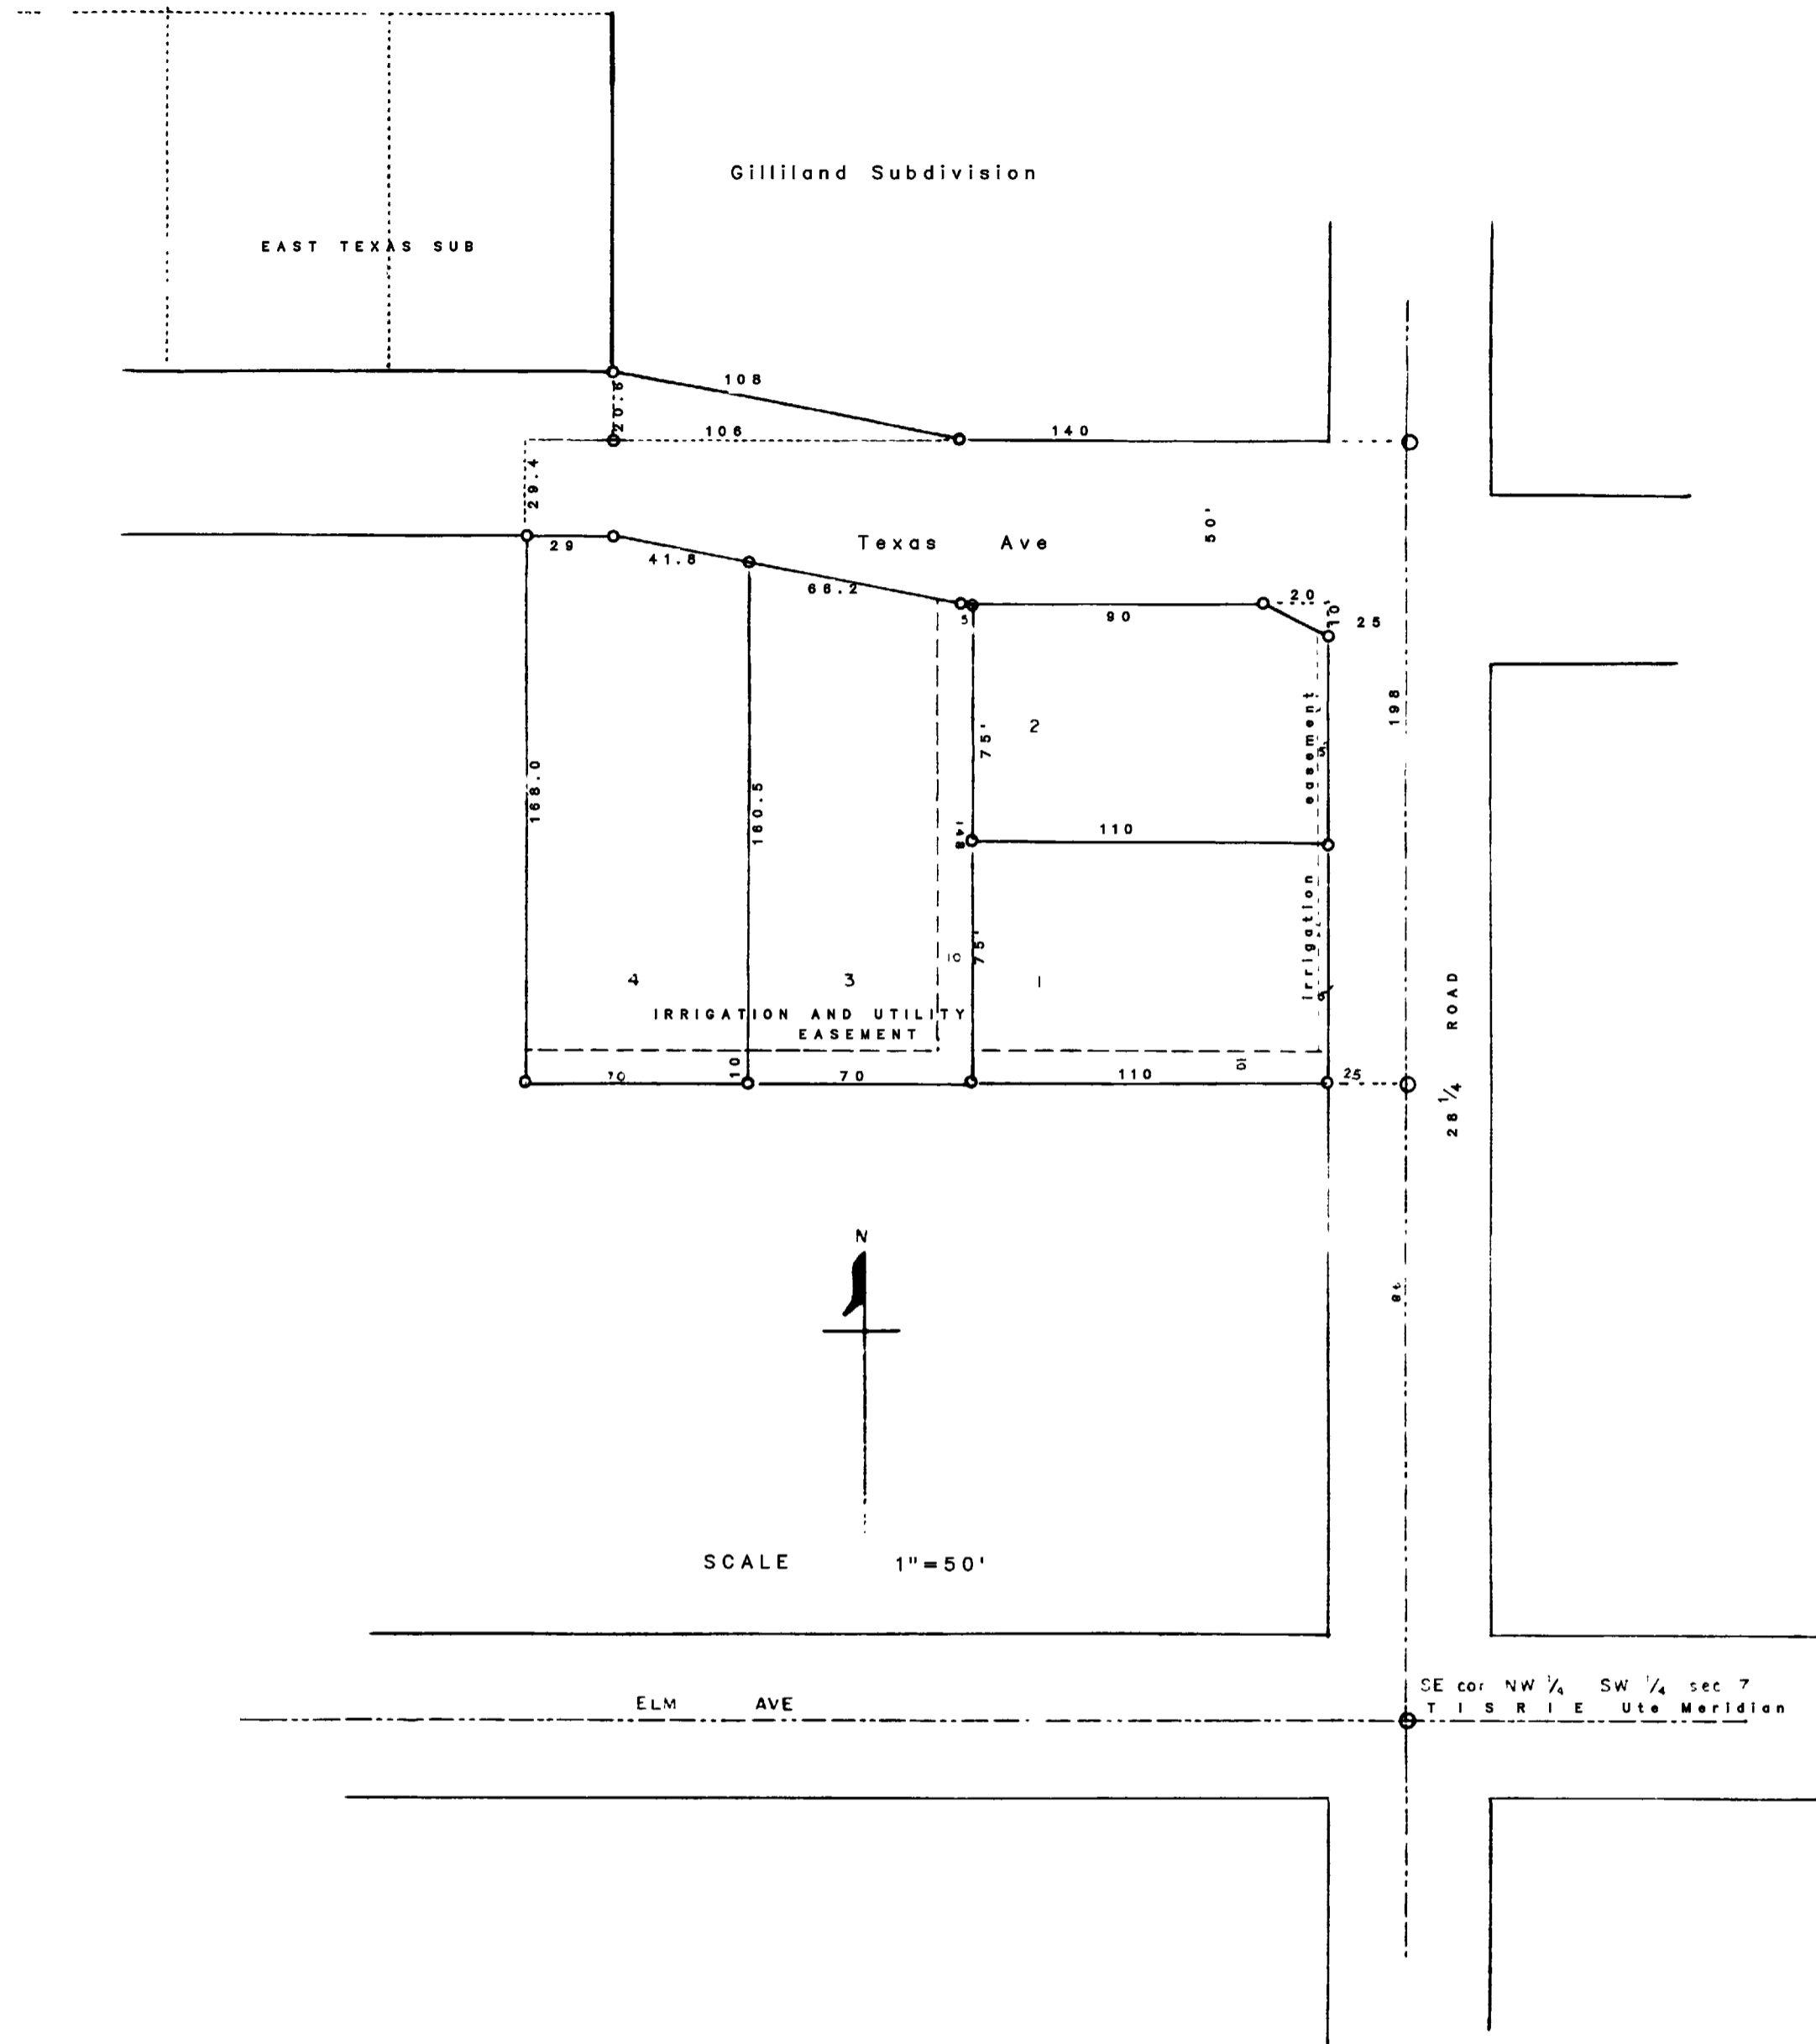 Gilliland Subdivision
EAST TEXAS SUB
108
20.6
106
140
29.4
50'
Texas Ave
29
41.8
66.2
5
90
20
10'
25
198
2
75'
168.0
160.5
148
110
easement
5'
irrigation
75'
10
4
3
1
IRRIGATION AND UTILITY
EASEMENT
10
10
70
70
110
25
28 1/4 ROAD
N
SCALE 1"=50'
ELM AVE
SE cor NW 1/4 SW 1/4 sec 7
T I S R I E Ute Meridian